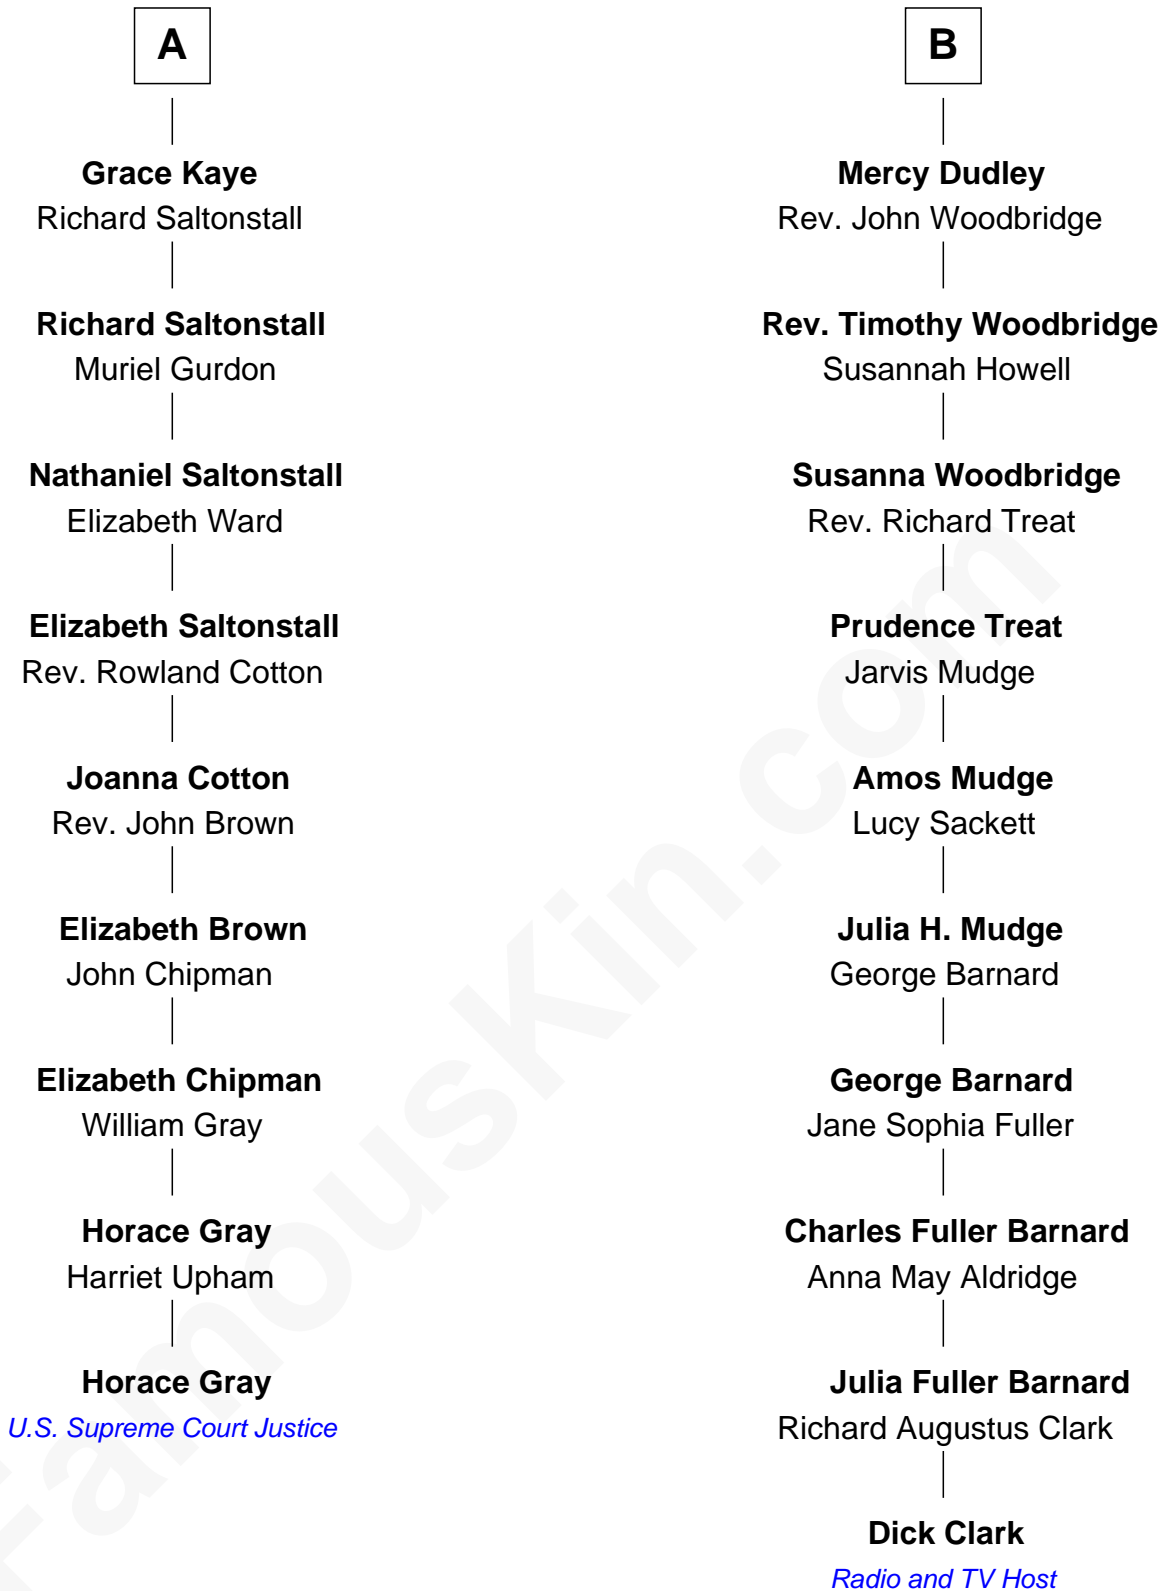 A
Grace Kaye
Richard Saltonstall
Richard Saltonstall
Muriel Gurdon
Nathaniel Saltonstall
Elizabeth Ward
Elizabeth Saltonstall
Rev. Rowland Cotton
Joanna Cotton
Rev. John Brown
Elizabeth Brown
John Chipman
Elizabeth Chipman
William Gray
Horace Gray
Harriet Upham
Horace Gray
U.S. Supreme Court Justice
B
Mercy Dudley
Rev. John Woodbridge
Rev. Timothy Woodbridge
Susannah Howell
Susanna Woodbridge
Rev. Richard Treat
Prudence Treat
Jarvis Mudge
Amos Mudge
Lucy Sackett
Julia H. Mudge
George Barnard
George Barnard
Jane Sophia Fuller
Charles Fuller Barnard
Anna May Aldridge
Julia Fuller Barnard
Richard Augustus Clark
Dick Clark
Radio and TV Host
FamousKin.com